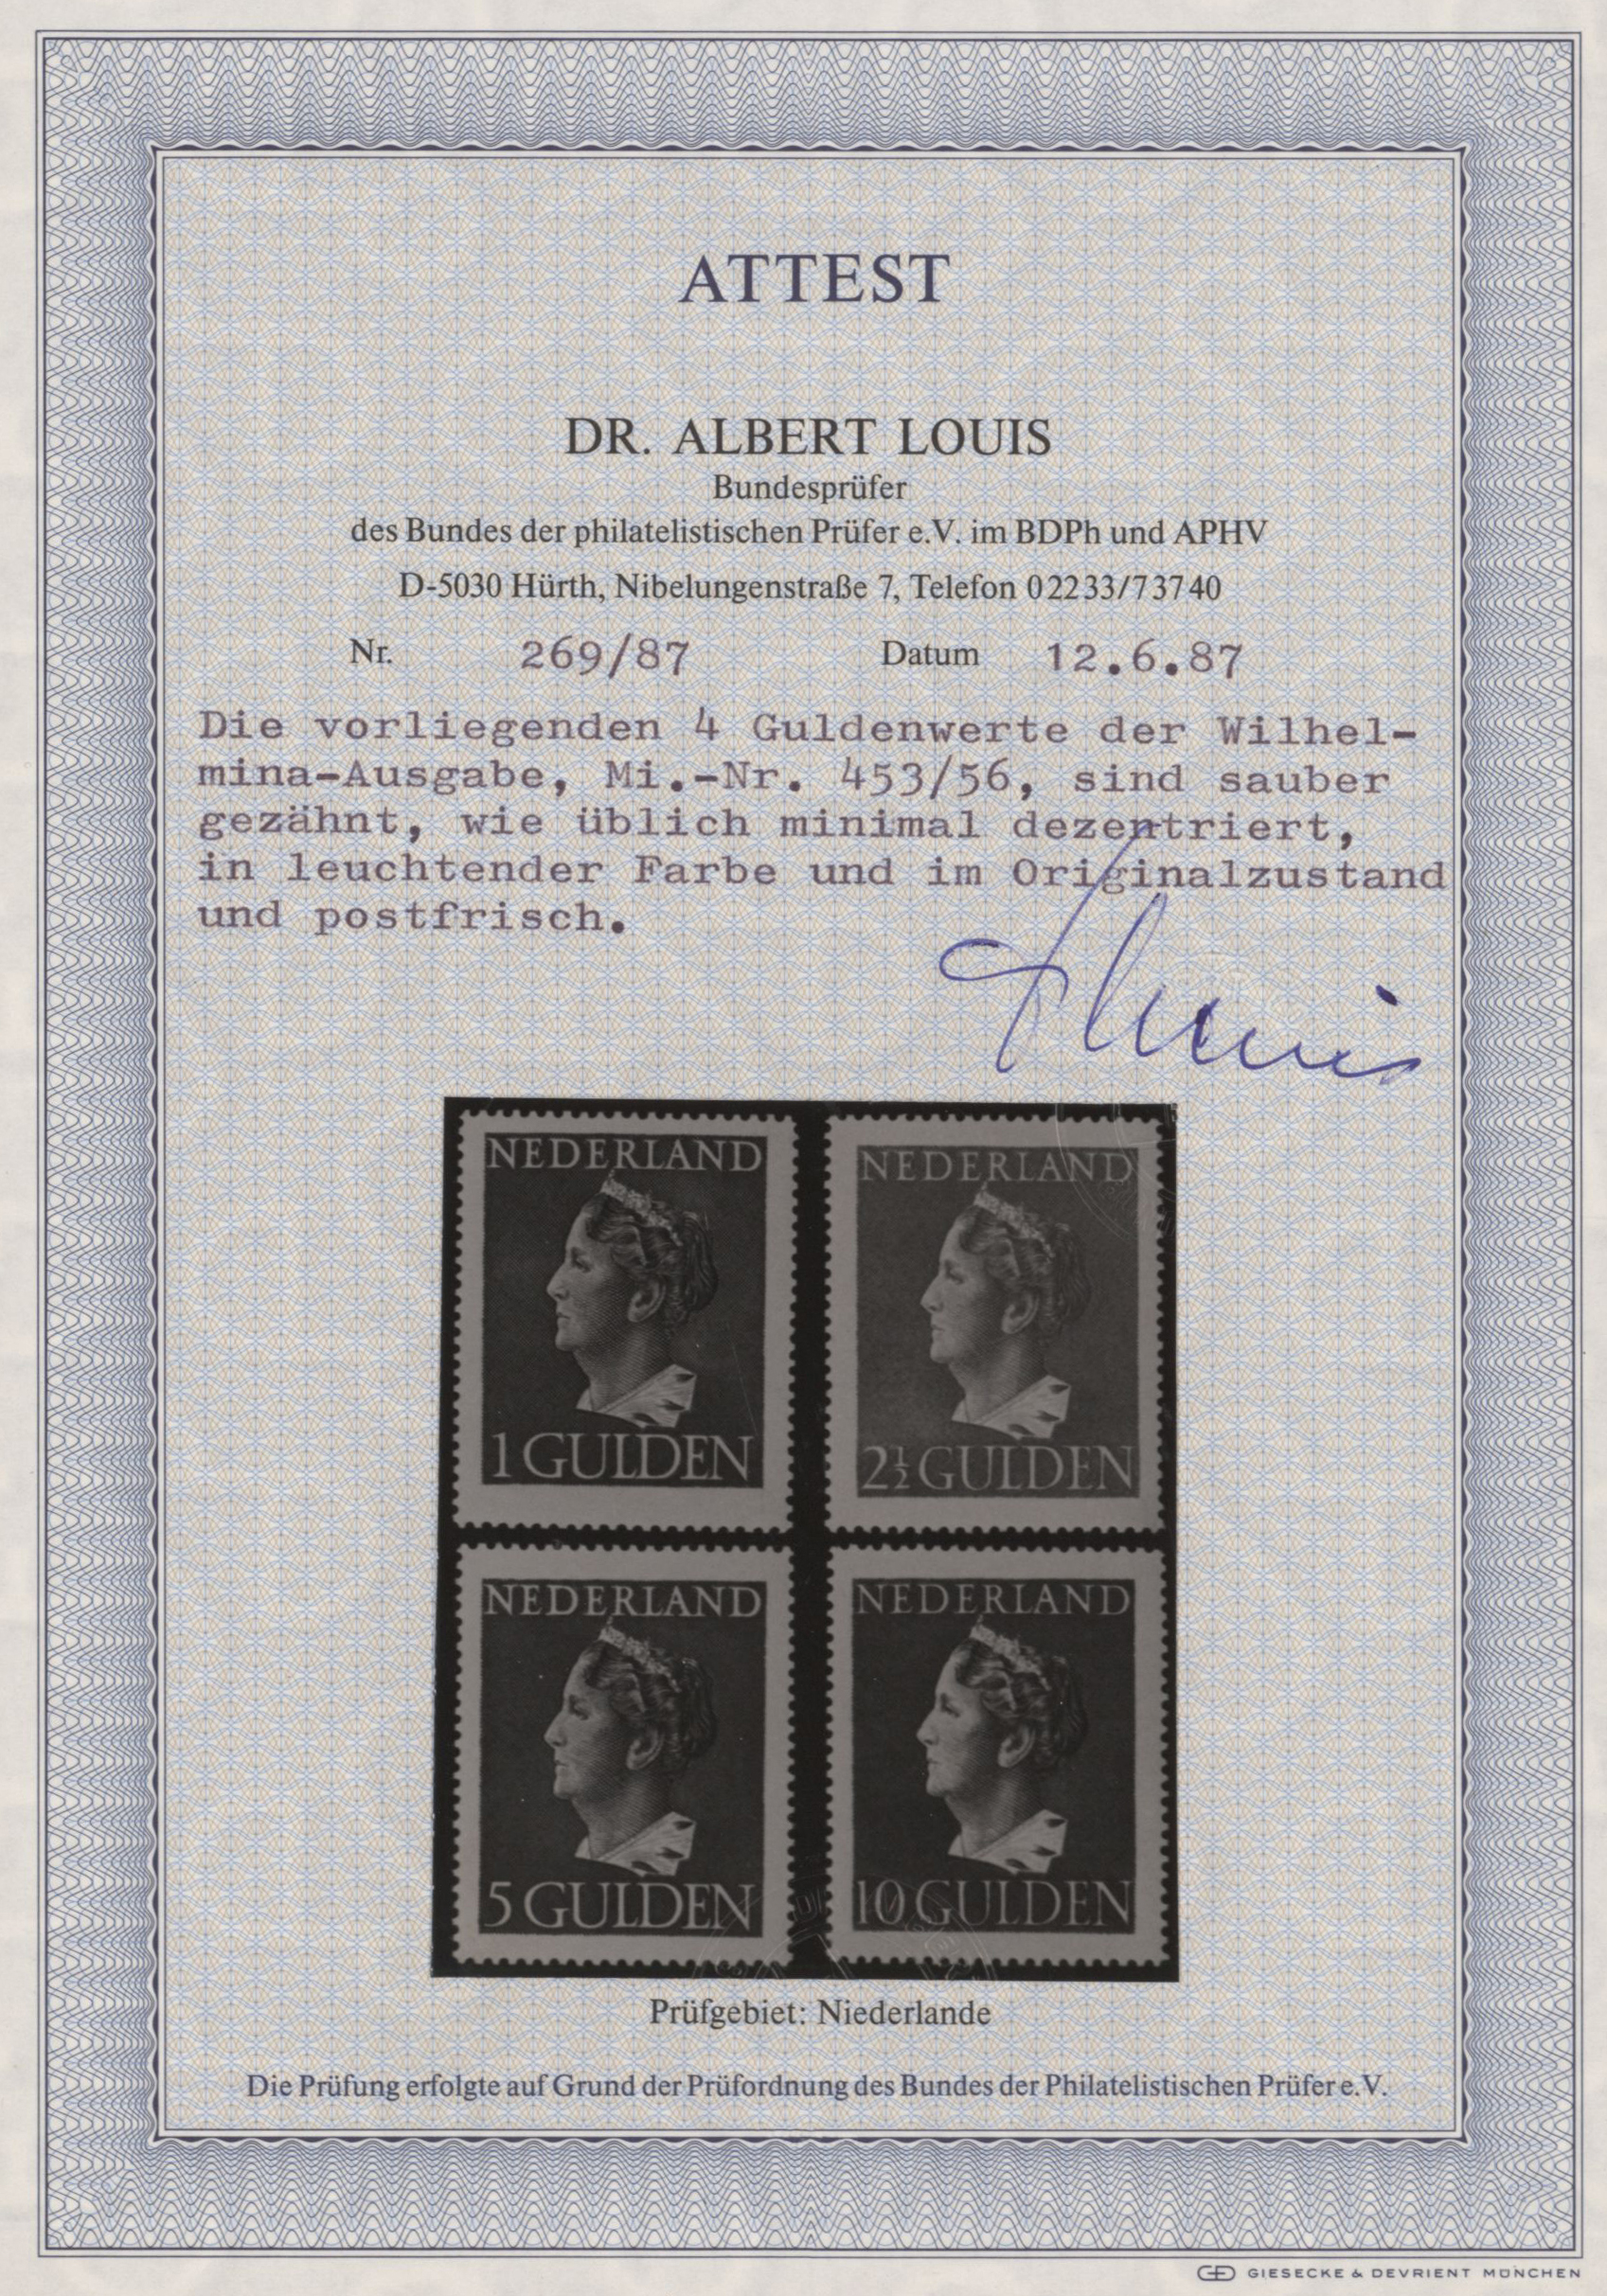 ATTEST
DR. ALBERT LOUIS
Bundesprüfer
des Bundes der philatelistischen Prüfer e.V. im BDPh und APHV
D-5030 Hürth, Nibelungenstraße 7, Telefon 02233/73740
Nr. 269/87 Datum 12.6.87
Die vorliegenden 4 Guldenwerte der Wilhel-
mina-Ausgabe, Mi.-Nr. 453/56, sind sauber
gezähnt, wie üblich minimal dezentriert,
in leuchtender Farbe und im Originalzustand
und postfrisch.
NEDERLAND
1 GULDEN
NEDERLAND
2½ GULDEN
NEDERLAND
5 GULDEN
NEDERLAND
10 GULDEN
Prüfgebiet: Niederlande
Die Prüfung erfolgte auf Grund der Prüfordnung des Bundes der Philatelistischen Prüfer e.V.
GIESECKE & DEVRIENT MÜNCHEN